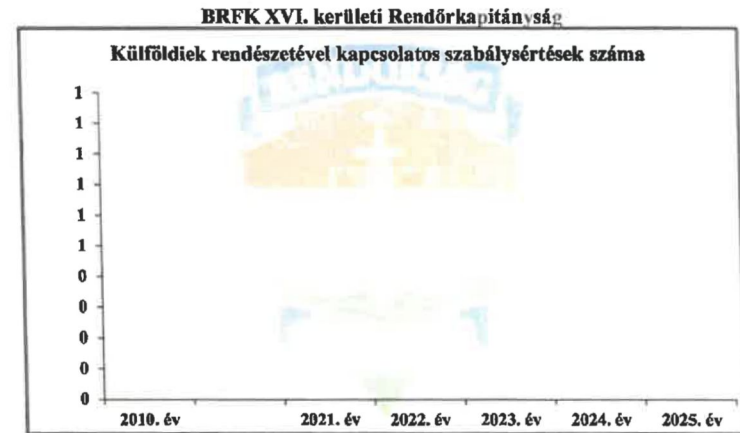 BRFK XVI. kerületi Rendőrkapitányság
Külföldiek rendészetével kapcsolatos szabálysértések száma
RENDŐRSÉG
1
1
1
1
1
1
0
0
0
0
0
2010. év 2021. év 2022. év 2023. év 2024. év 2025. év